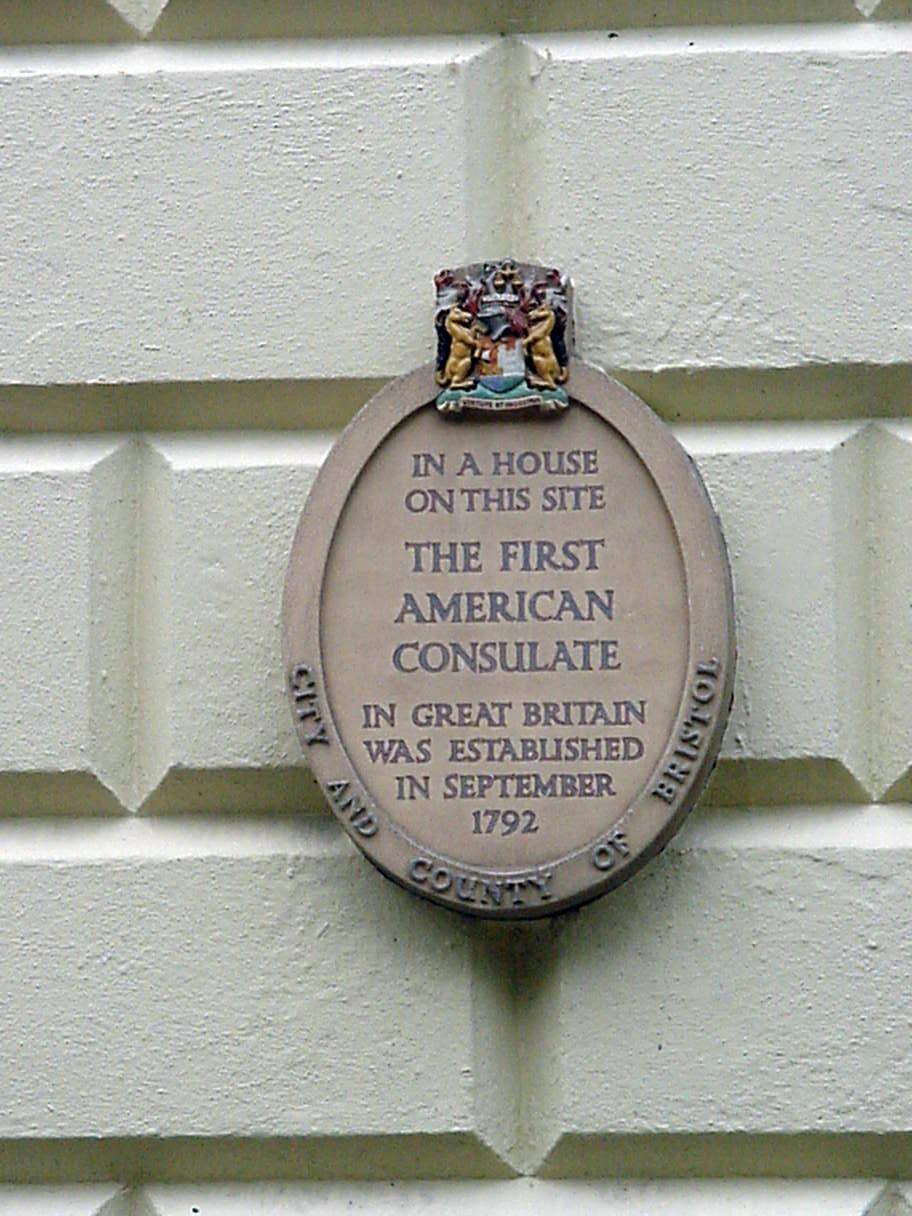 IN A HOUSE
ON THIS SITE
THE FIRST
AMERICAN
CONSULATE
IN GREAT BRITAIN
WAS ESTABLISHED
IN SEPTEMBER
1792
CITY AND COUNTY OF BRISTOL